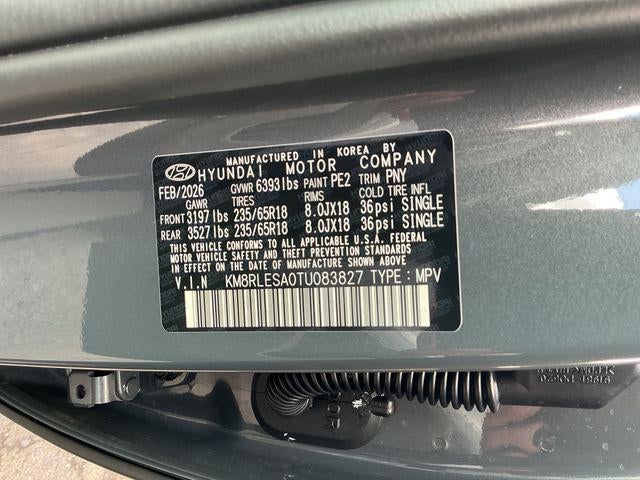 MANUFACTURED IN KOREA BY
HYUNDAI MOTOR COMPANY
FEB/2026 GVWR 6393lbs PAINT PE2 TRIM PNY
GAWR TIRES RIMS COLD TIRE INFL
FRONT 3197lbs 235/65R18 8.0JX18 36psi SINGLE
REAR 3527lbs 235/65R18 8.0JX18 36psi SINGLE
THIS VEHICLE CONFORMS TO ALL APPLICABLE U.S.A. FEDERAL
MOTOR VEHICLE SAFETY AND THEFT PREVENTION STANDARDS
IN EFFECT ON THE DATE OF MANUFACTURE SHOWN ABOVE.
V.I.N KM8RLESA0TU083827 TYPE: MPV